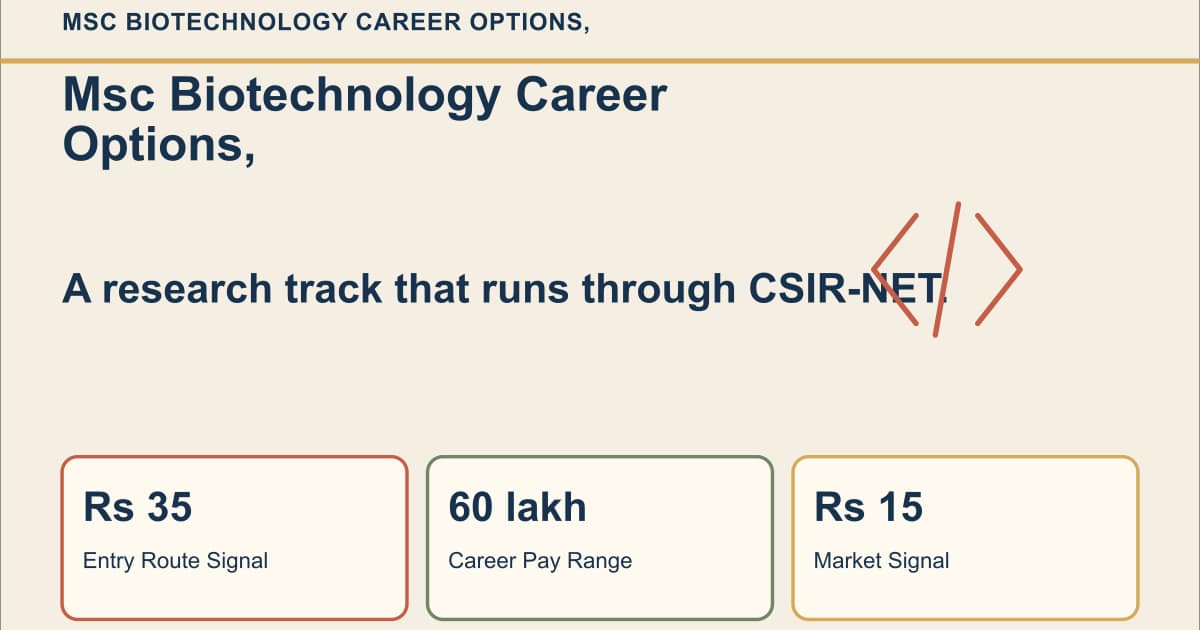 MSC BIOTECHNOLOGY CAREER OPTIONS,
Msc Biotechnology Career
Options,
A research track that runs through CSIR-NET.
Rs 35
Entry Route Signal
60 lakh
Career Pay Range
Rs 15
Market Signal